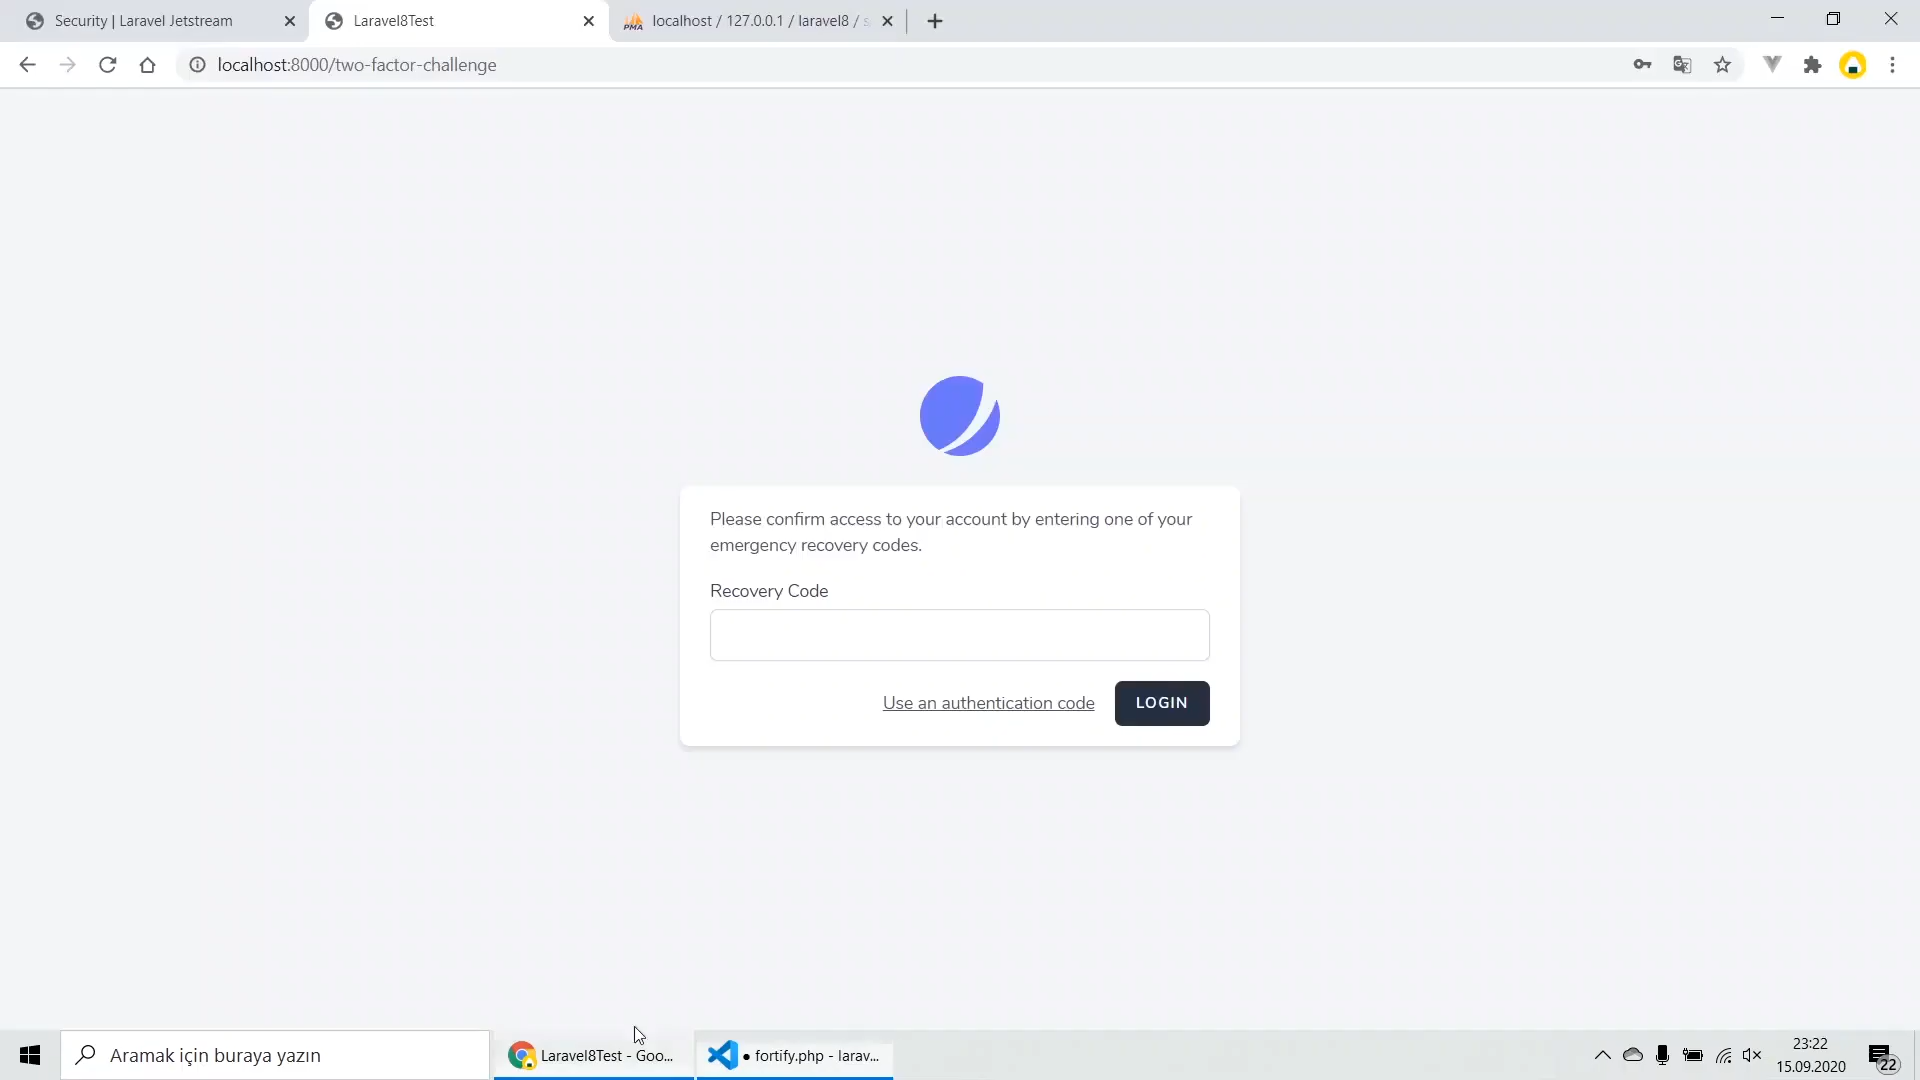 Security | Laravel Jetstream
Laravel8Test
PMA
localhost / 127.0.0.1 / laravel8 /
localhost:8000/two-factor-challenge
Please confirm access to your account by entering one of your
emergency recovery codes.
Recovery Code
Use an authentication code
LOGIN
Aramak için buraya yazın
Laravel8Test - Goo...
● fortify.php - larav...
23:22
15.09.2020
22